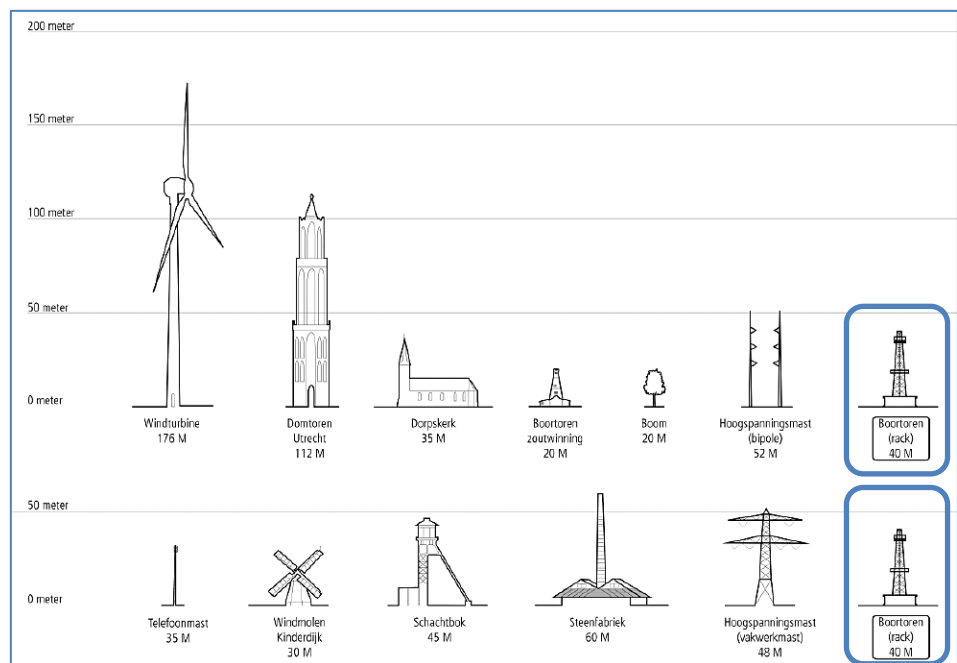 200 meter
150 meter
100 meter
50 meter
0 meter
Windturbine
176 M
Domtoren
Utrecht
112 M
Dorpskerk
35 M
Boortoren
zoutwinning
20 M
Boom
20 M
Hoogspanningsmast
(bipole)
52 M
Boortoren
(rack)
40 M
50 meter
0 meter
Telefoonmast
35 M
Windmolen
Kinderdijk
30 M
Schachtbok
45 M
Steenfabriek
60 M
Hoogspanningsmast
(vakwerkmast)
48 M
Boortoren
(rack)
40 M